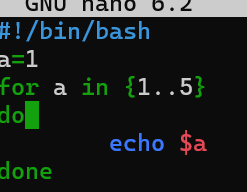 GNU nano 6.2
#!/bin/bash
a=1
for a in {1..5}
do
        echo $a
done